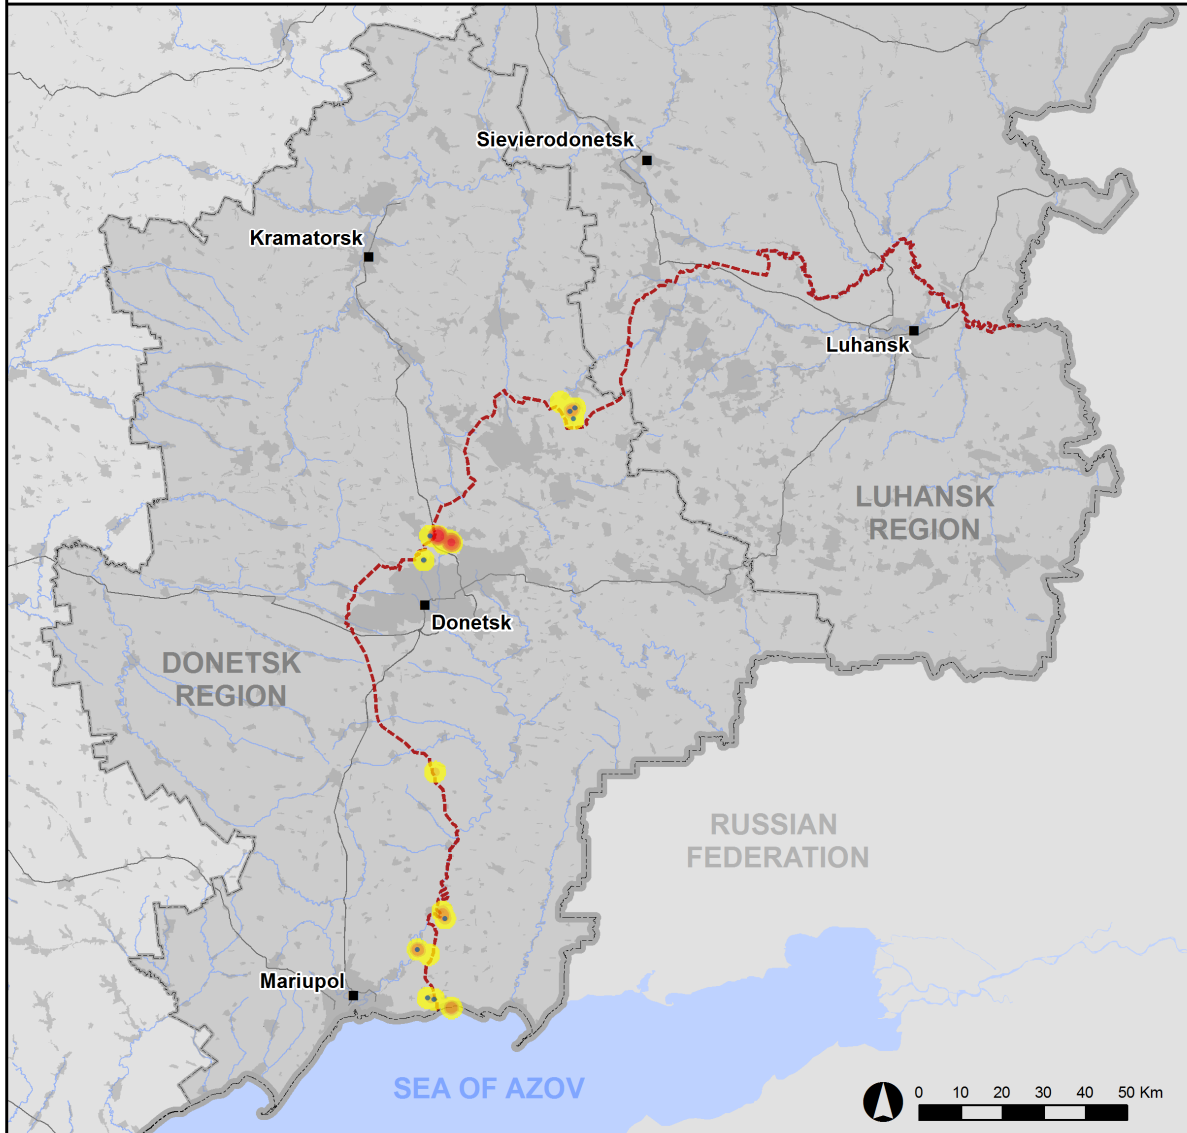 Sievierodonetsk
Kramatorsk
Luhansk
LUHANSK
REGION
Donetsk
DONETSK
REGION
RUSSIAN
FEDERATION
Mariupol
SEA OF AZOV
0 10 20 30 40 50 Km